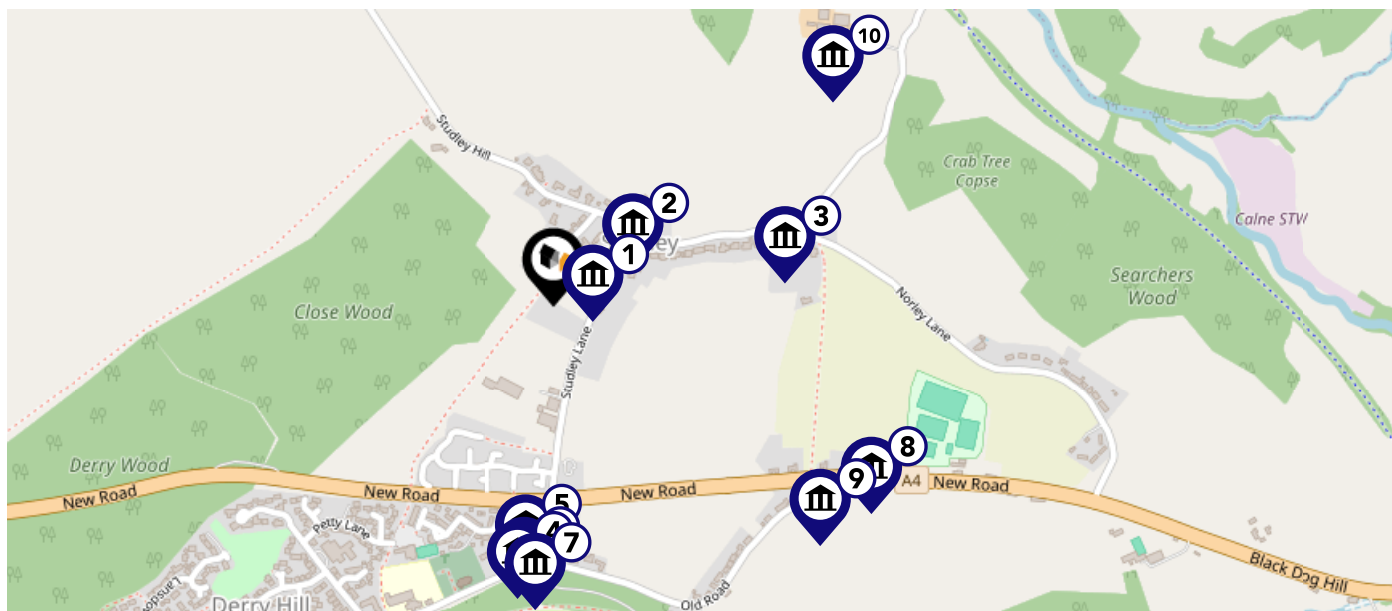 10
Studley Hill
Crab Tree
Copse
2
3
Calne STW
ey
1
Searchers
Wood
Close Wood
Norley Lane
Studley Lane
8
Derry Wood
9
A4
New Road
New Road
New Road
New Road
5
Petty Lane
4
7
Black Dog Hill
Old Road
Derry Hill